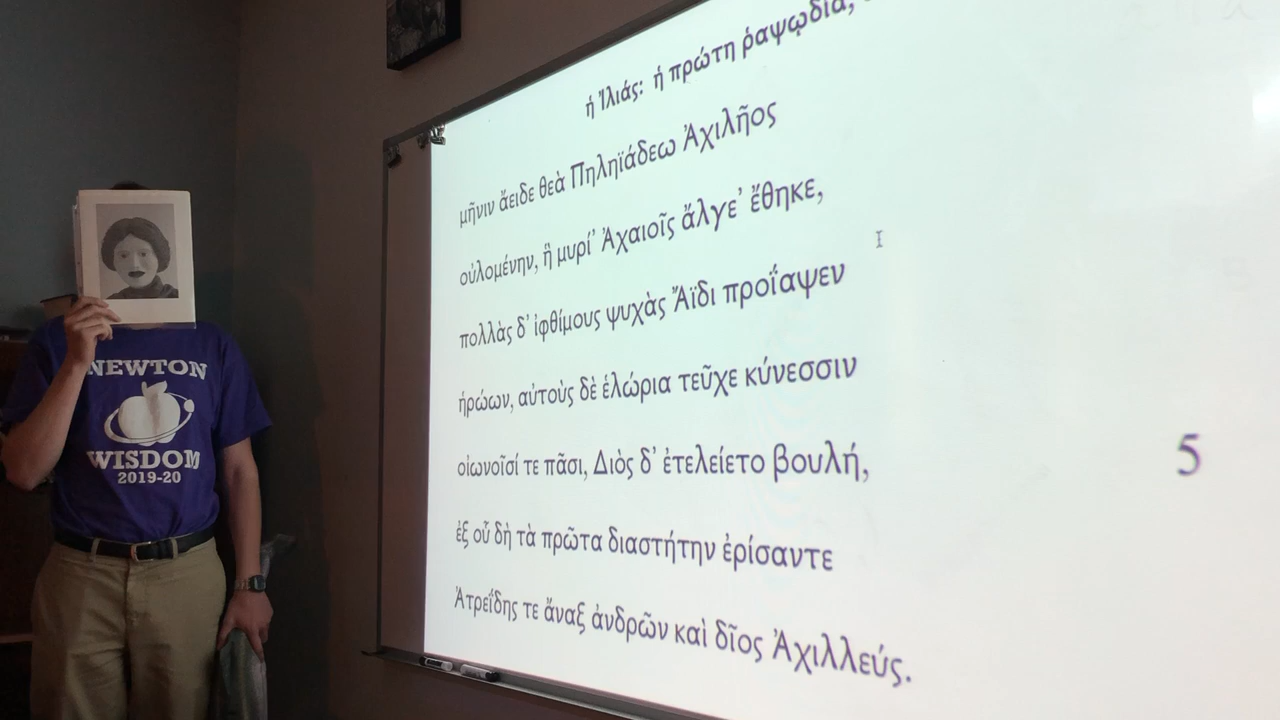 ἡ Ἰλιάς: ἡ πρώτη ῥαψῳδία,
μῆνιν ἄειδε θεὰ Πηληϊάδεω Ἀχιλῆος
οὐλομένην, ἣ μυρί’ Ἀχαιοῖς ἄλγε’ ἔθηκε,
πολλὰς δ’ ἰφθίμους ψυχὰς Ἄϊδι προΐαψεν
ἡρώων, αὐτοὺς δὲ ἑλώρια τεῦχε κύνεσσιν
οἰωνοῖσί τε πᾶσι, Διὸς δ’ ἐτελείετο βουλή, 5
ἐξ οὗ δὴ τὰ πρῶτα διαστήτην ἐρίσαντε
Ἀτρεΐδης τε ἄναξ ἀνδρῶν καὶ δῖος Ἀχιλλεύς.
NEWTON
WISDOM
2019-20